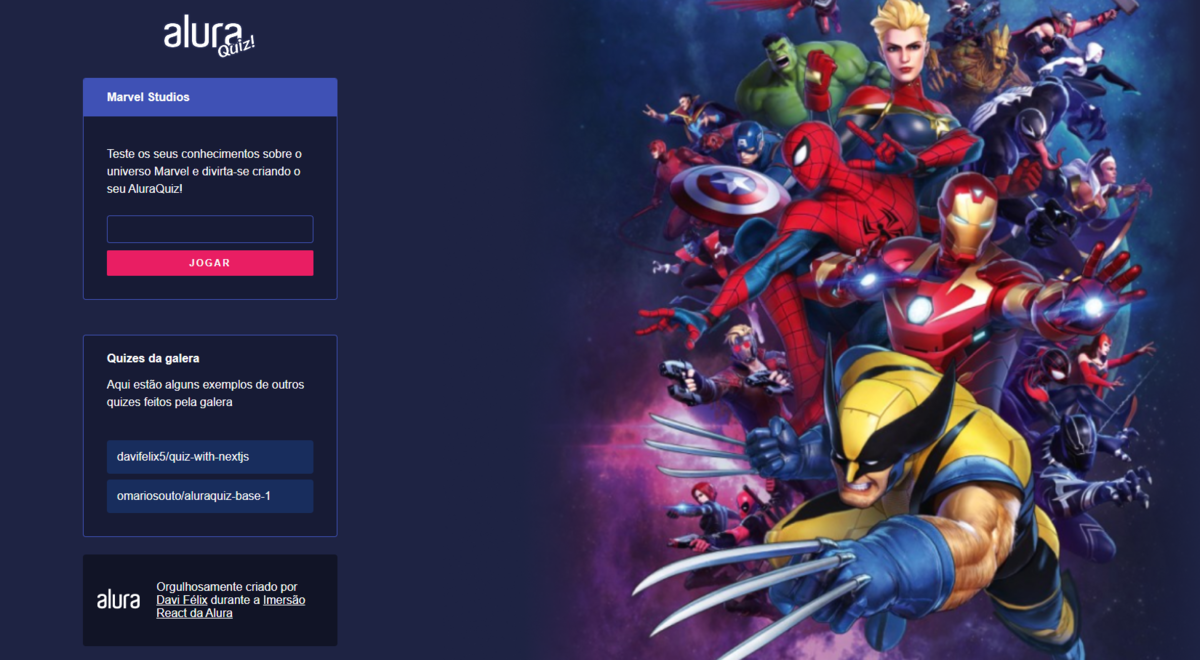 alura
Quiz!
Marvel Studios
Teste os seus conhecimentos sobre o
universo Marvel e divirta-se criando o
seu AluraQuiz!
JOGAR
Quizes da galera
Aqui estão alguns exemplos de outros
quizes feitos pela galera
davifelix5/quiz-with-nextjs
omariosouto/aluraquiz-base-1
alura
Orgulhosamente criado por
Davi Félix durante a Imersão
React da Alura